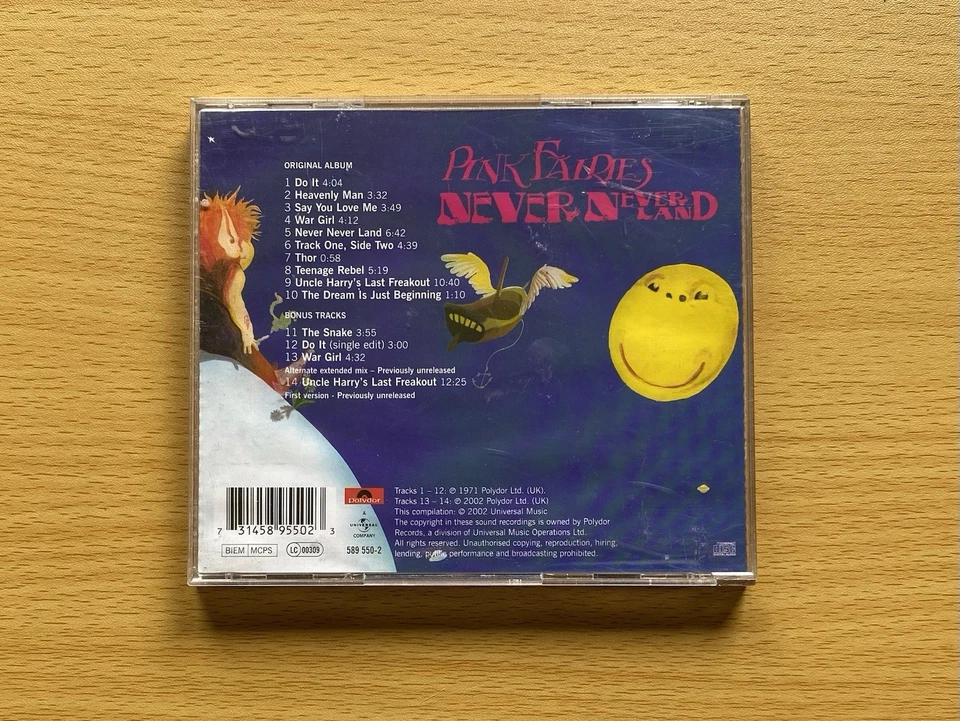 ORIGINAL ALBUM
1 Do It 4:04
2 Heavenly Man 3:32
3 Say You Love Me 3:49
4 War Girl 4:12
5 Never Never Land 6:42
6 Track One, Side Two 4:39
7 Thor 0:58
8 Teenage Rebel 5:19
9 Uncle Harry's Last Freakout 10:40
10 The Dream Is Just Beginning 1:10
BONUS TRACKS
11 The Snake 3:55
12 Do It (single edit) 3:00
13 War Girl 4:32
Alternate extended mix – Previously unreleased
14 Uncle Harry's Last Freakout 12:25
First version - Previously unreleased
PINK FAIRIES
NEVER NEVER LAND
7 31458 95502 3
BIEM MCPS LC 00309
polydor
&
UNIVERSAL
COMPANY
589 550-2
Tracks 1 – 12: ℗ 1971 Polydor Ltd. (UK).
Tracks 13 – 14: ℗ 2002 Polydor Ltd. (UK)
This compilation: ℗ 2002 Universal Music
The copyright in these sound recordings is owned by Polydor
Records, a division of Universal Music Operations Ltd.
All rights reserved. Unauthorised copying, reproduction, hiring,
lending, public performance and broadcasting prohibited.